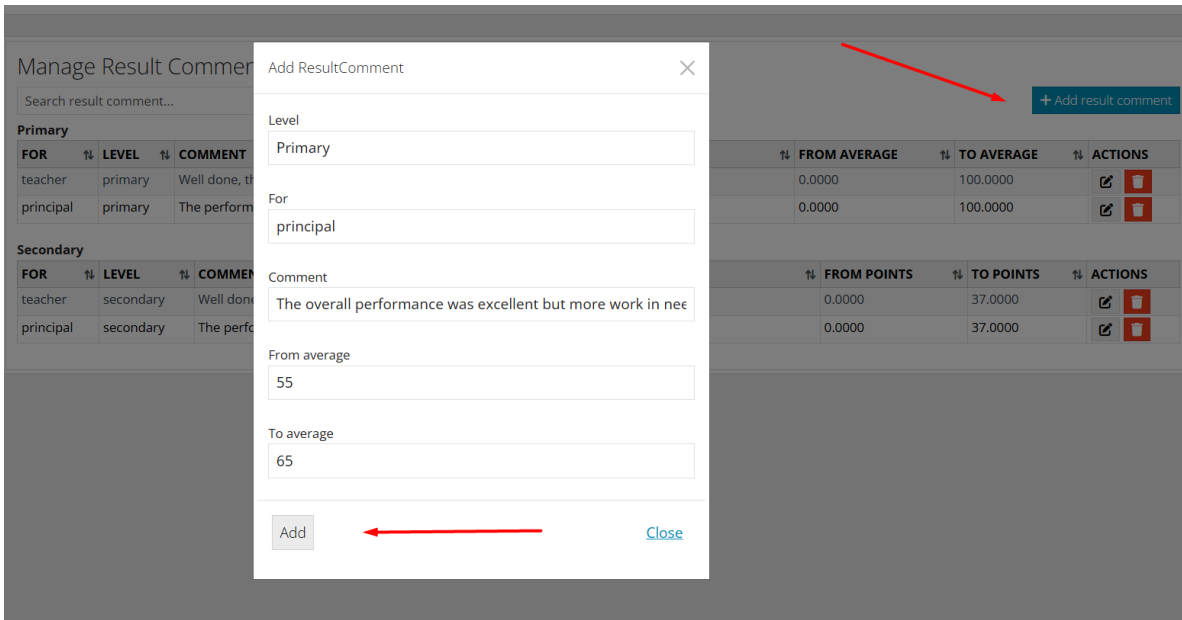 Manage Result Commen
Add ResultComment
Search result comment...
+ Add result comment
Primary
FOR LEVEL COMMENT FROM AVERAGE TO AVERAGE ACTIONS
teacher primary Well done, 0.0000 100.0000
principal primary The perform 0.0000 100.0000
Secondary
FOR LEVEL COMMEN FROM POINTS TO POINTS ACTIONS
teacher secondary Well done 0.0000 37.0000
principal secondary The perfo 0.0000 37.0000
Level
Primary
For
principal
Comment
The overall performance was excellent but more work in nee
From average
55
To average
65
Add
Close